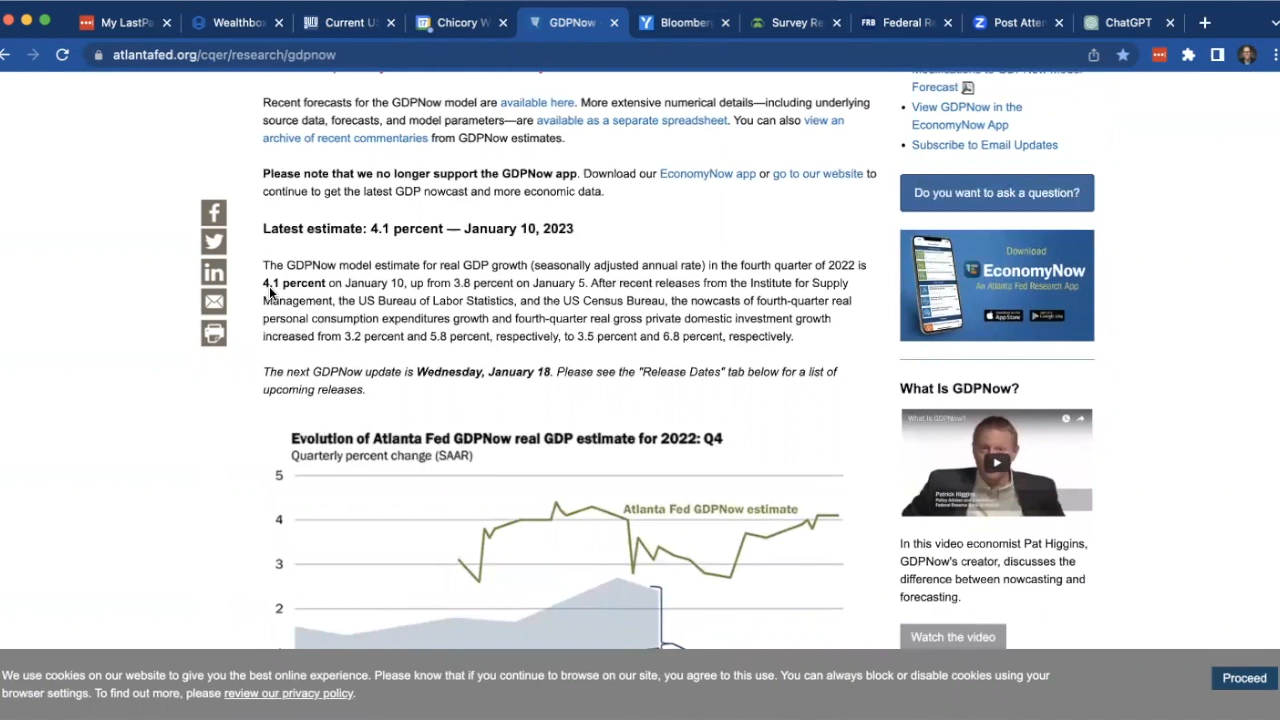 My LastP
Wealthbox
Current U
Chicory W
GDPNow
Bloomberg
Survey Re
Federal Re
Post Atten
ChatGPT
atlantafed.org/cqer/research/gdpnow
Recent forecasts for the GDPNow model are available here. More extensive numerical details—including underlying
source data, forecasts, and model parameters—are available as a separate spreadsheet. You can also view an
archive of recent commentaries from GDPNow estimates.
Please note that we no longer support the GDPNow app. Download our EconomyNow app or go to our website to
continue to get the latest GDP nowcast and more economic data.
Latest estimate: 4.1 percent — January 10, 2023
The GDPNow model estimate for real GDP growth (seasonally adjusted annual rate) in the fourth quarter of 2022 is
4.1 percent on January 10, up from 3.8 percent on January 5. After recent releases from the Institute for Supply
Management, the US Bureau of Labor Statistics, and the US Census Bureau, the nowcasts of fourth-quarter real
personal consumption expenditures growth and fourth-quarter real gross private domestic investment growth
increased from 3.2 percent and 5.8 percent, respectively, to 3.5 percent and 6.8 percent, respectively.
The next GDPNow update is Wednesday, January 18. Please see the "Release Dates" tab below for a list of
upcoming releases.
Evolution of Atlanta Fed GDPNow real GDP estimate for 2022: Q4
Quarterly percent change (SAAR)
5
4
3
2
Atlanta Fed GDPNow estimate
Forecast
View GDPNow in the
EconomyNow App
Subscribe to Email Updates
Do you want to ask a question?
Download
EconomyNow
An Atlanta Fed Research App
App Store
Google Play
What Is GDPNow?
What Is GDPNow?
Patrick Higgins
In this video economist Pat Higgins,
GDPNow's creator, discusses the
difference between nowcasting and
forecasting.
Watch the video
We use cookies on our website to give you the best online experience. Please know that if you continue to browse on our site, you agree to this use. You can always block or disable cookies using your
browser settings. To find out more, please review our privacy policy.
Proceed